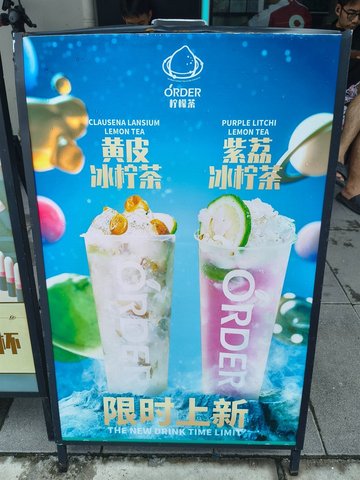 ORDER
柠檬茶
CLAUSENA LANSIUM
LEMON TEA
黄皮
冰柠茶
PURPLE LITCHI
LEMON TEA
紫荔
冰柠茶
ORDER
ORDER
限时上新
THE NEW DRINK TIME LIMIT
杯